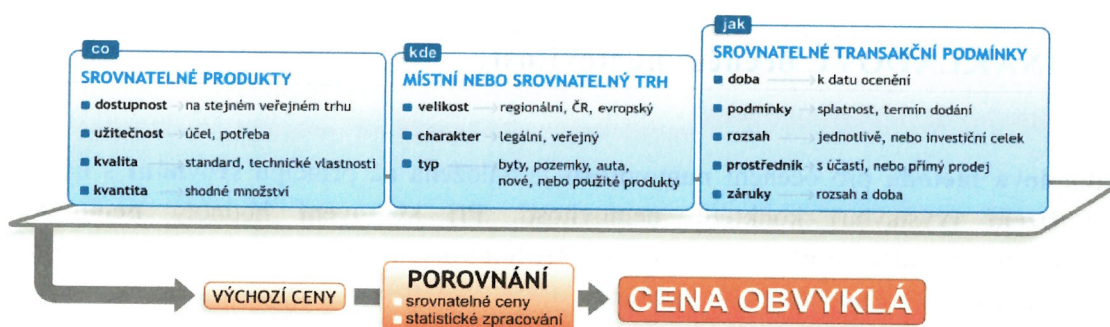 co
SROVNATELNÉ PRODUKTY
dostupnost → na stejném veřejném trhu
užitečnost → účel, potřeba
kvalita → standard, technické vlastnosti
kvantita → shodné množství
kde
MÍSTNÍ NEBO SROVNATELNÝ TRH
velikost → regionální, ČR, evropský
charakter → legální, veřejný
typ → byty, pozemky, auta,
nové, nebo použité produkty
jak
SROVNATELNÉ TRANSAKČNÍ PODMÍNKY
doba → k datu ocenění
podmínky → splatnost, termín dodání
rozsah → jednotlivě, nebo investiční celek
prostředník → s účastí, nebo přímý prodej
záruky → rozsah a doba
VÝCHOZÍ CENY
POROVNÁNÍ
srovnatelné ceny
statistické zpracování
CENA OBVYKLÁ